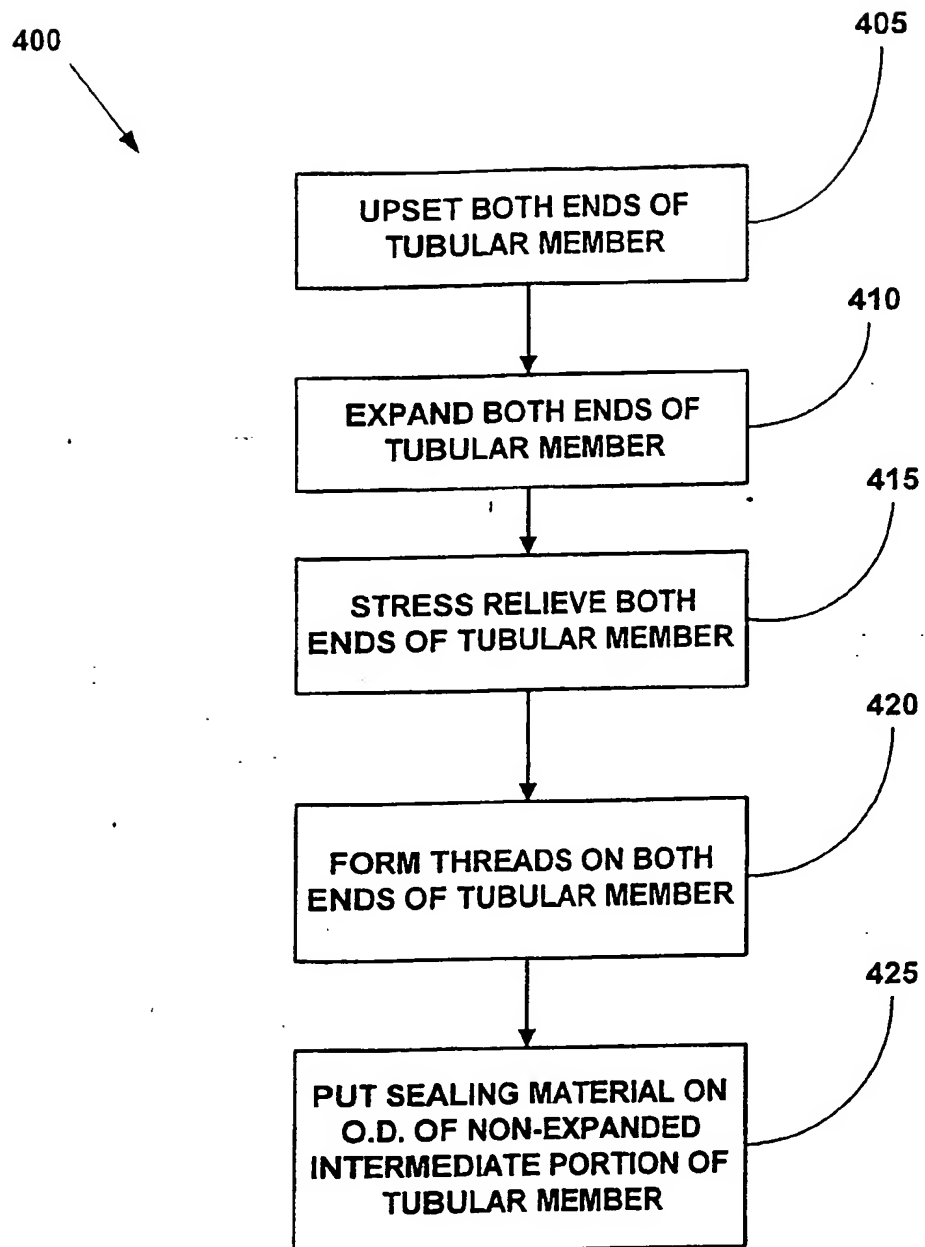 400
405
UPSET BOTH ENDS OF
TUBULAR MEMBER
410
EXPAND BOTH ENDS OF
TUBULAR MEMBER
415
STRESS RELIEVE BOTH
ENDS OF TUBULAR MEMBER
420
FORM THREADS ON BOTH
ENDS OF TUBULAR MEMBER
425
PUT SEALING MATERIAL ON
O.D. OF NON-EXPANDED
INTERMEDIATE PORTION OF
TUBULAR MEMBER